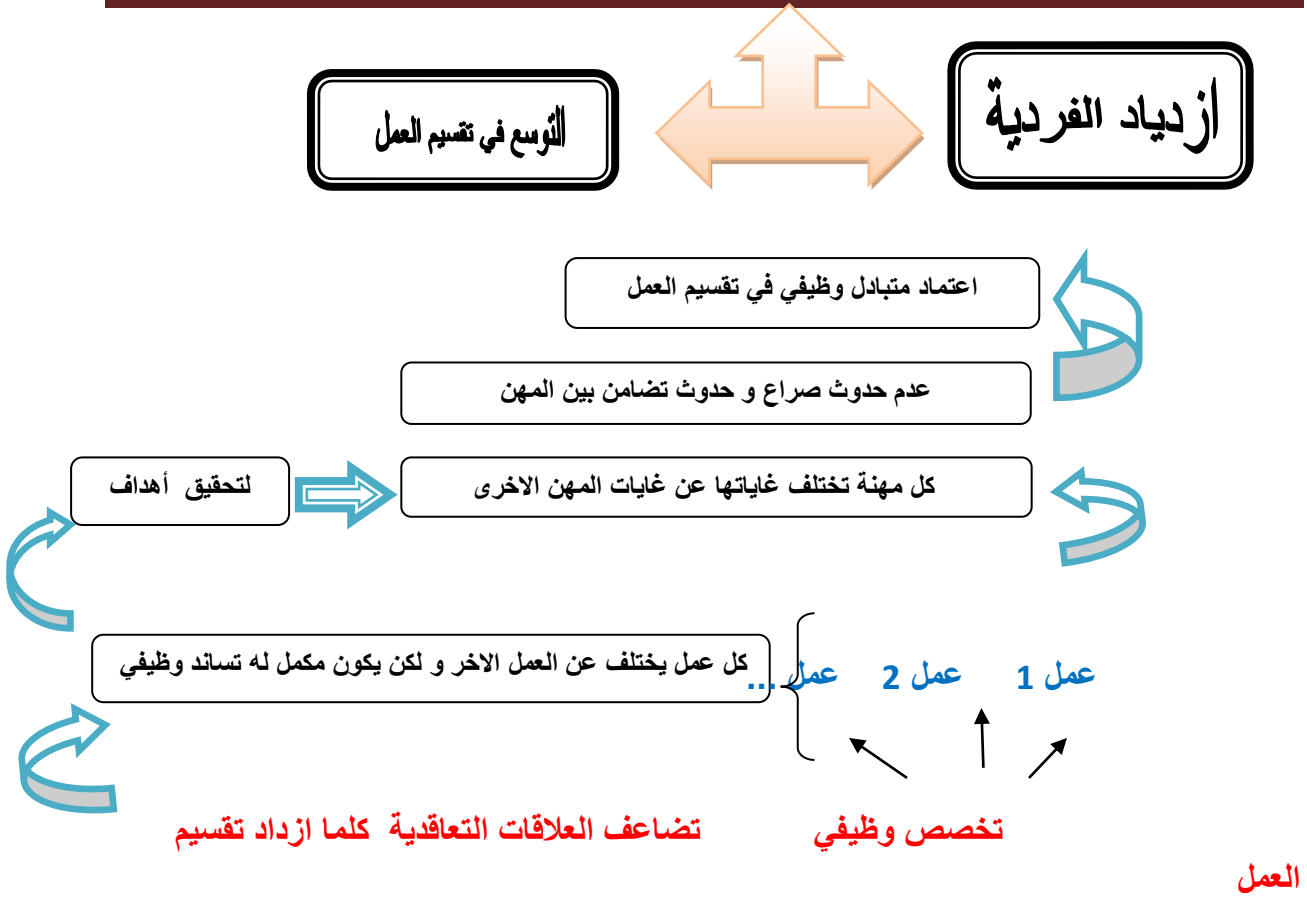 ازدياد الفردية
التوسع في تقسيم العمل
اعتماد متبادل وظيفي في تقسيم العمل
عدم حدوث صراع و حدوث تضامن بين المهن
كل مهنة تختلف غاياتها عن غايات المهن الاخرى
لتحقيق أهداف
عمل 1 عمل 2 عمل ...
كل عمل يختلف عن العمل الاخر و لكن يكون مكمل له تساند وظيفي
تخصص وظيفي تضاعف العلاقات التعاقدية كلما ازداد تقسيم
العمل